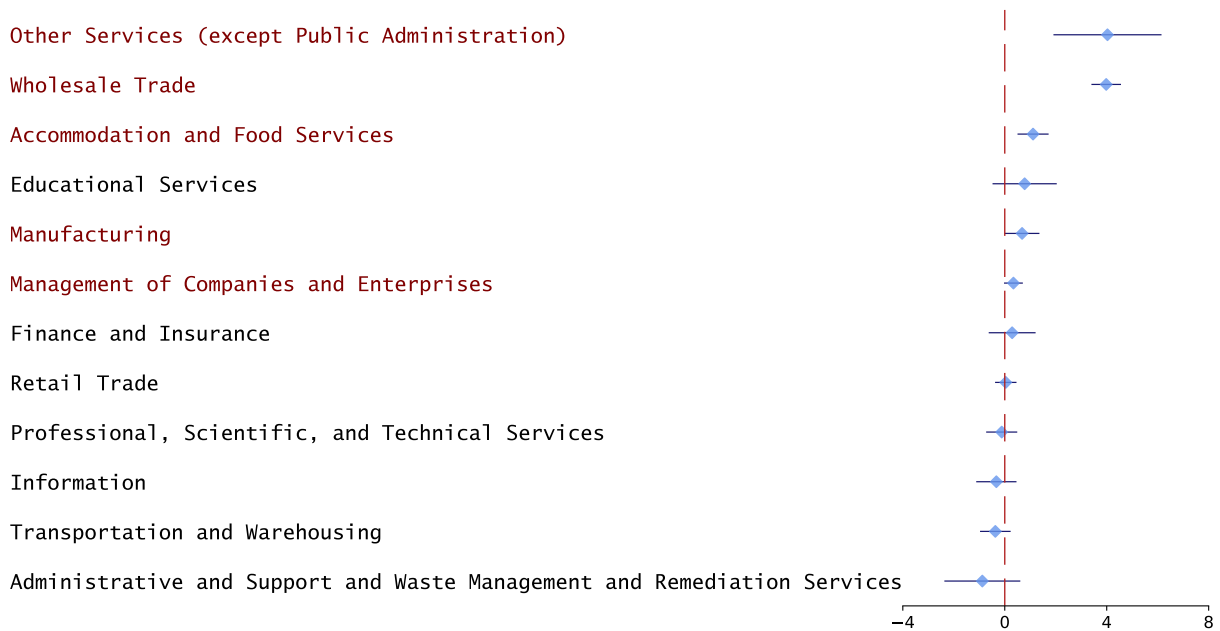 Other Services (except Public Administration)
Wholesale Trade
Accommodation and Food Services
Educational Services
Manufacturing
Management of Companies and Enterprises
Finance and Insurance
Retail Trade
Professional, Scientific, and Technical Services
Information
Transportation and Warehousing
Administrative and Support and Waste Management and Remediation Services
−4 0 4 8